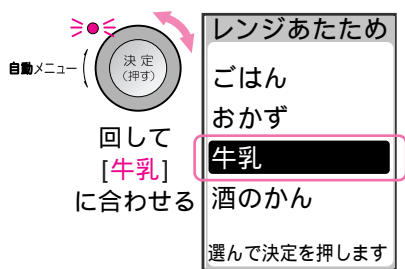 自動メニュー
決定
(押す)
回して
[牛乳]
に合わせる
レンジあたため
ごはん
おかず
牛乳
酒のかん
選んで決定を押します